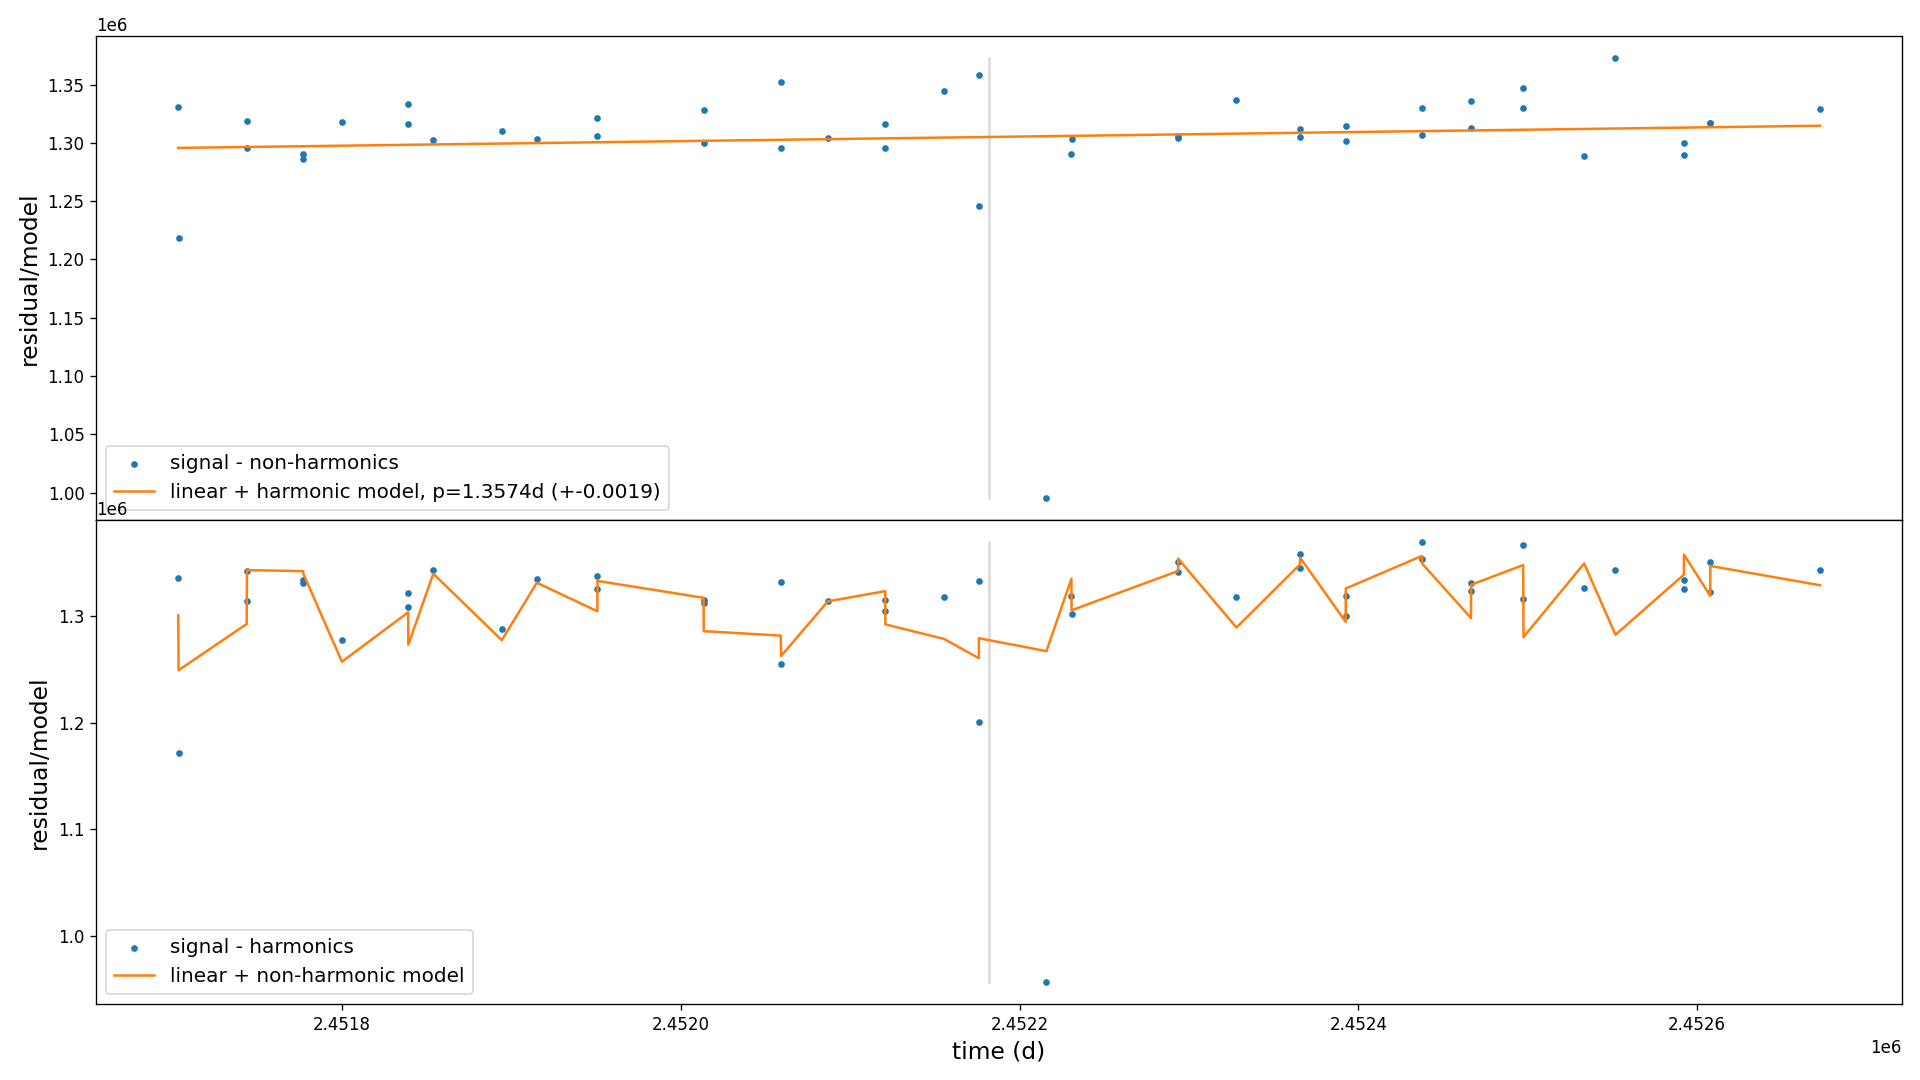 1e6
1.35
1.30
1.25
1.20
1.15
1.10
1.05
1.00
residual/model
signal - non-harmonics
linear + harmonic model, p=1.3574d (+-0.0019)
1e6
1.3
1.2
1.1
1.0
residual/model
signal - harmonics
linear + non-harmonic model
2.4518 2.4520 2.4522 2.4524 2.4526
time (d)
1e6